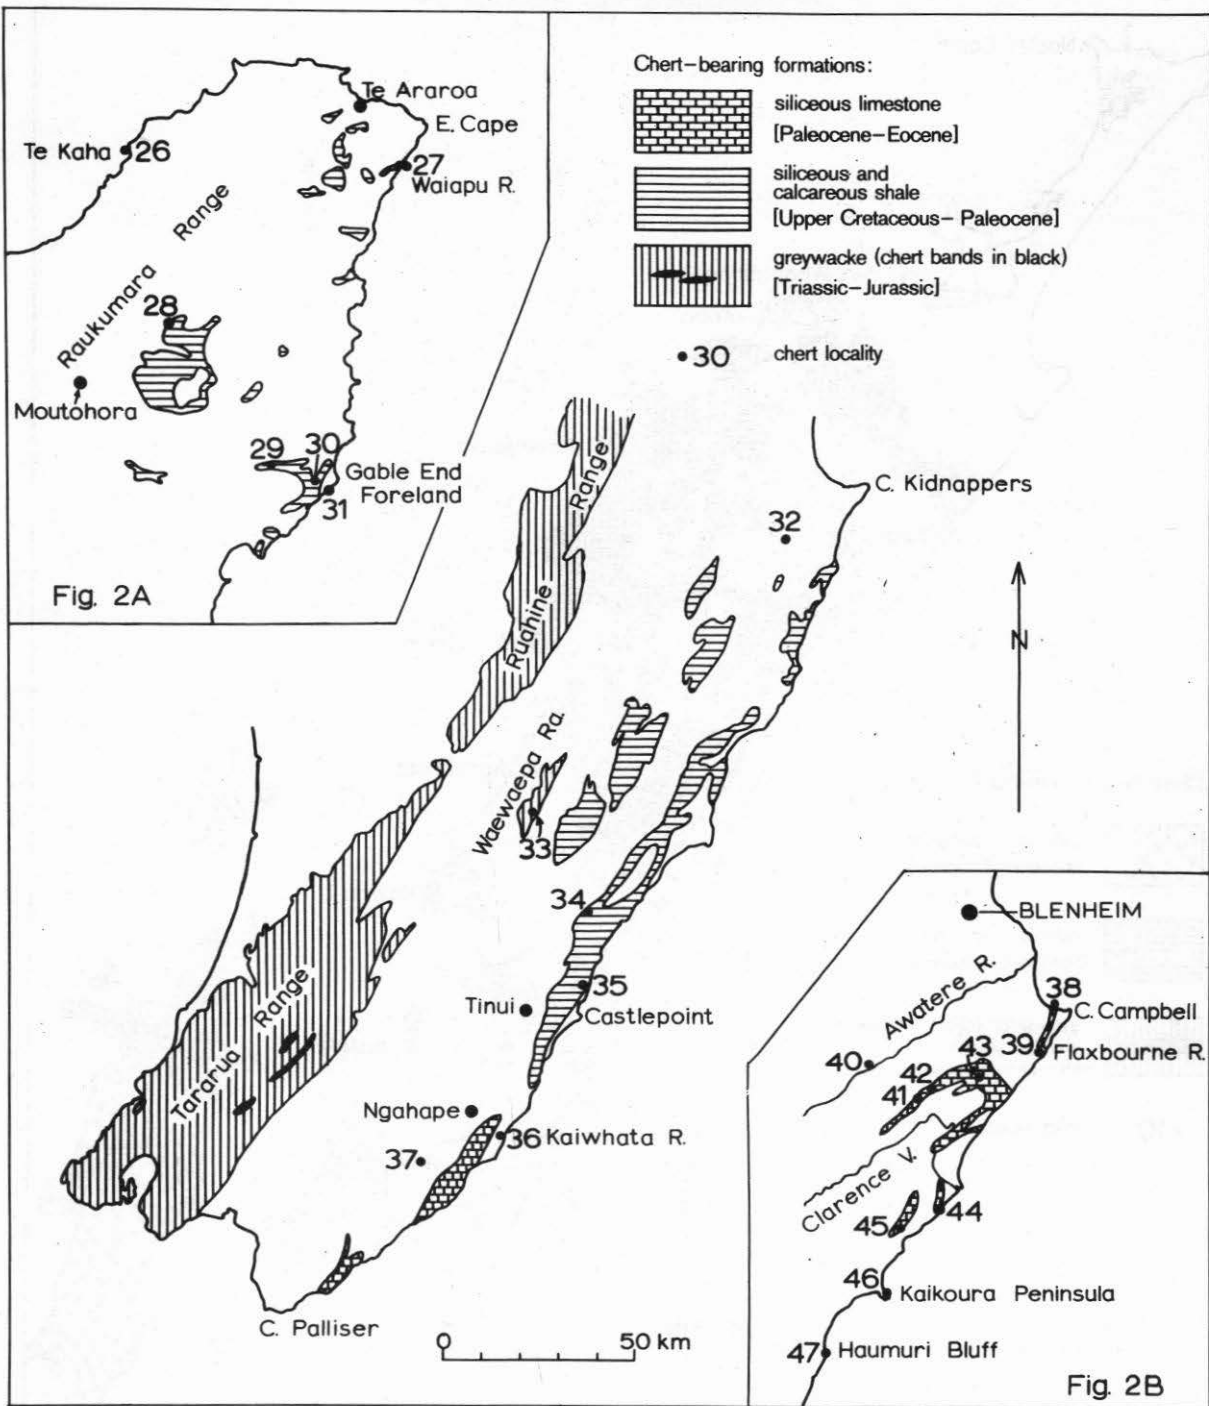 Te Araroa
E. Cape
Te Kaha
26
27
Waiapu R.
Raukumara Range
28
Moutohora
29
30
Gable End
Foreland
31
Fig. 2A
Chert-bearing formations:
siliceous limestone
[Paleocene-Eocene]
siliceous and
calcareous shale
[Upper Cretaceous-Paleocene]
greywacke (chert bands in black)
[Triassic-Jurassic]
30 chert locality
C. Kidnappers
32
Ruahine Range
N
Waewaepa Ra.
33
34
35
Tinui
Castlepoint
Tararua Range
Ngahape
36 Kaiwhata R.
37
C. Palliser
0 50 km
BLENHEIM
Awatere R.
38
C. Campbell
39
Flaxbourne R.
40
43
42
41
Clarence V.
44
45
46
Kaikoura Peninsula
47 Haumuri Bluff
Fig. 2B